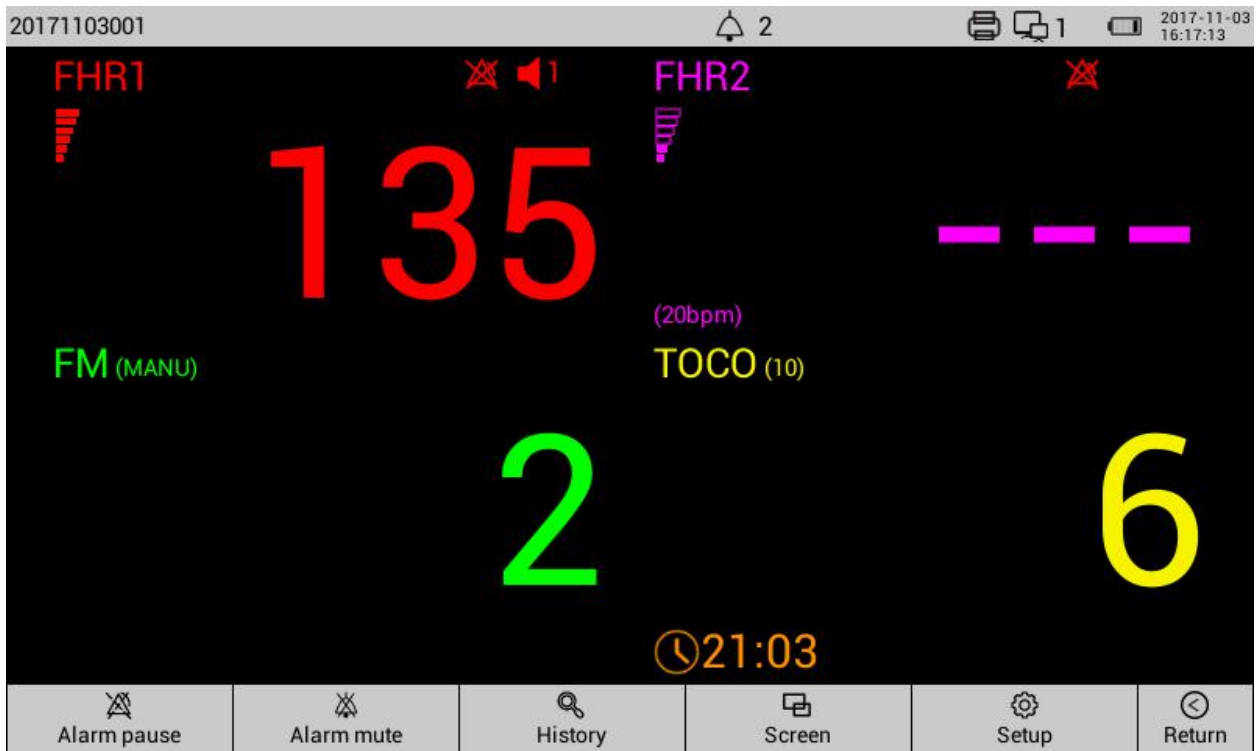 20171103001
2
1
2017-11-03
16:17:13
FHR1
1
135
FHR2
---
(20bpm)
FM (MANU)
2
TOCO (10)
6
21:03
Alarm pause
Alarm mute
History
Screen
Setup
Return